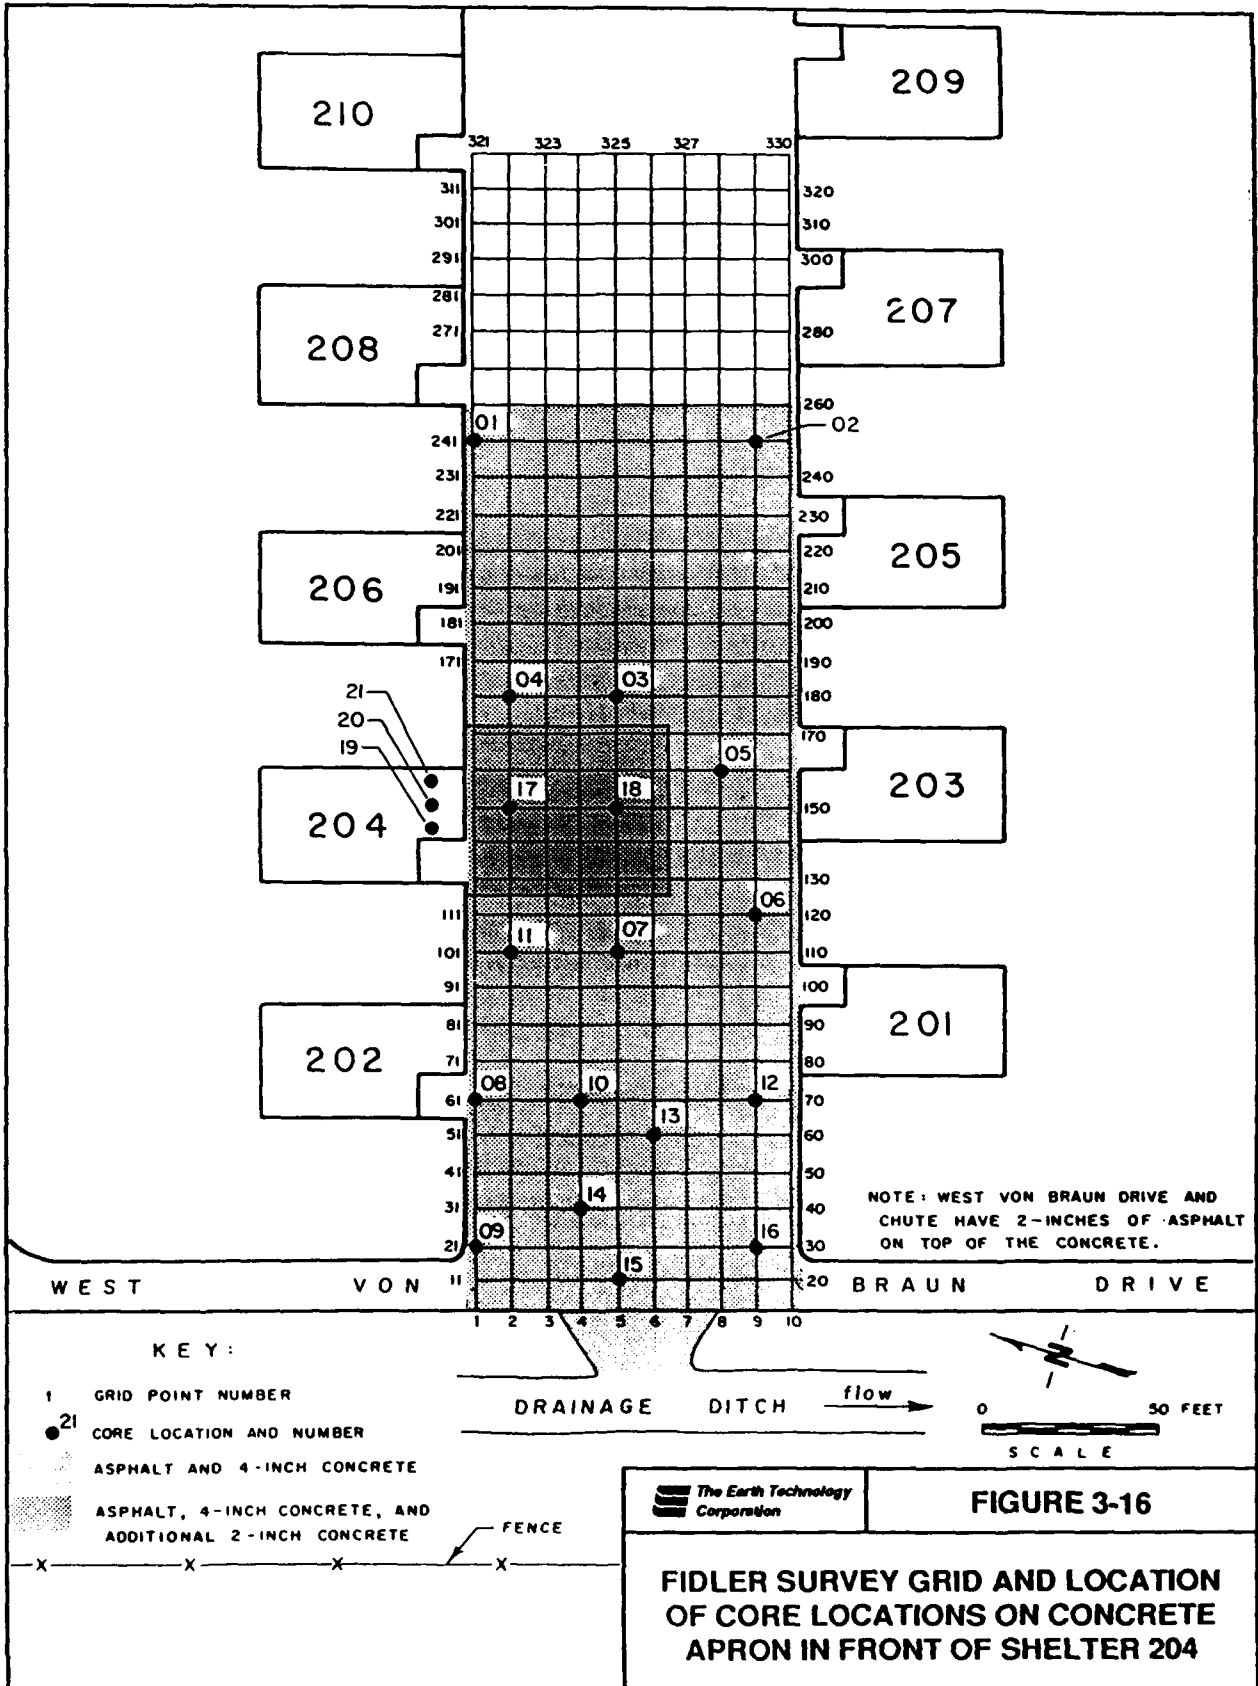 210
209
321 323 325 327 330
311 320
301 310
291 300
281
207
271 280
208
260
01
02
241
231 240
221 230
201 220
205
206
191 210
181 200
171 190
04 03
180
21
20
19
170
05
17 18
150
203
204
130
06
111 120
11 07
101 110
91 100
81 90
201
202
71 80
08 10 12
61 70
13
51 60
41 50
14
31 40
NOTE: WEST VON BRAUN DRIVE AND
CHUTE HAVE 2-INCHES OF ASPHALT
ON TOP OF THE CONCRETE.
09 16
21 30
15
WEST VON 11 20 BRAUN DRIVE
1 2 3 4 5 6 7 8 9 10
KEY:
1 GRID POINT NUMBER
21 CORE LOCATION AND NUMBER
ASPHALT AND 4-INCH CONCRETE
ASPHALT, 4-INCH CONCRETE, AND
ADDITIONAL 2-INCH CONCRETE
FENCE
X X X X
DRAINAGE DITCH flow
N
0 50 FEET
SCALE
The Earth Technology
Corporation
FIGURE 3-16
FIDLER SURVEY GRID AND LOCATION
OF CORE LOCATIONS ON CONCRETE
APRON IN FRONT OF SHELTER 204